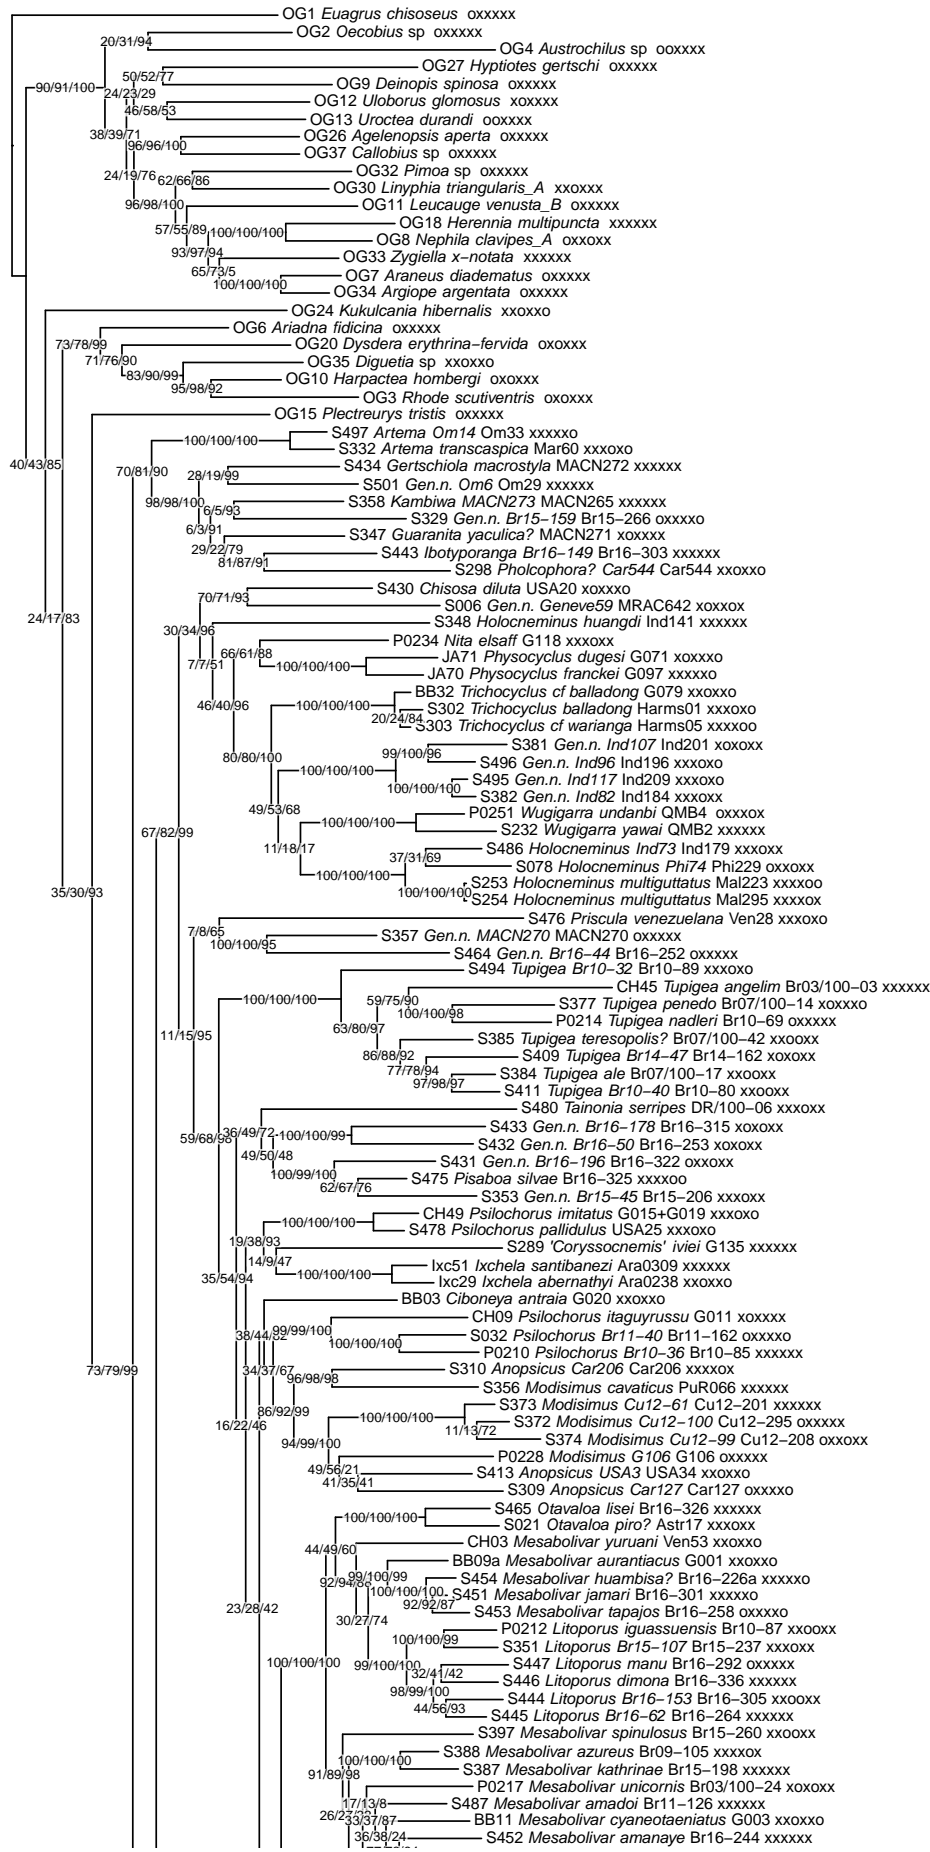 OG1 Euagrus chisoseus oxxxxx
OG2 Oecobius sp oxxxxx
20/31/94
OG4 Austrochilus sp ooxxxx
OG27 Hyptiotes gertschi oxxxxx
50/52/77
OG9 Deinopis spinosa oxxxxx
90/91/100
24/23/29
OG12 Uloborus glomosus xoxxxx
46/58/53
OG13 Uroctea durandi ooxxxx
38/39/71
OG26 Agelenopsis aperta oxxxxx
96/96/100
OG37 Callobius sp oxxxxx
OG32 Pimoa sp oxxxxx
24/19/76
62/66/86
OG30 Linyphia triangularis_A xxoxxx
96/98/100
OG11 Leucauge venusta_B oxxxxx
OG18 Herennia multipuncta xxxxxx
57/55/89
100/100/100
OG8 Nephila clavipes_A oxxoxx
93/97/94
OG33 Zygiella x−notata xxxxxx
65/73/5
OG7 Araneus diadematus oxxxxx
100/100/100
OG34 Argiope argentata oxxxxx
OG24 Kukulcania hibernalis xxoxxo
OG6 Ariadna fidicina oxxxxx
73/78/99
OG20 Dysdera erythrina−fervida oxoxxx
71/76/90
OG35 Diguetia sp xxoxxo
83/90/99
OG10 Harpactea hombergi oxoxxx
95/98/92
OG3 Rhode scutiventris oxoxxx
OG15 Plectreurys tristis oxxxxx
S497 Artema Om14 Om33 xxxxxo
100/100/100
S332 Artema transcaspica Mar60 xxxoxo
40/43/85
70/81/90
S434 Gertschiola macrostyla MACN272 xxxxxx
28/19/99
S501 Gen.n. Om6 Om29 xxxxxx
98/98/100
S358 Kambiwa MACN273 MACN265 xxxxxx
6/5/93
S329 Gen.n. Br15−159 Br15−266 oxxxxo
6/3/91
S347 Guaranita yaculica? MACN271 xoxxxx
29/22/79
S443 Ibotyporanga Br16−149 Br16−303 xxxxxx
81/87/91
S298 Pholcophora? Car544 Car544 xxoxxo
S430 Chisosa diluta USA20 xoxxxo
70/71/93
S006 Gen.n. Geneve59 MRAC642 xoxxox
24/17/83
S348 Holocneminus huangdi Ind141 xxxxxx
30/34/96
P0234 Nita elsaff G118 xxxoxx
66/61/88
JA71 Physocyclus dugesi G071 xoxxxo
7/7/51
100/100/100
JA70 Physocyclus franckei G097 xxxxxo
BB32 Trichocyclus cf balladong G079 xxoxxo
46/40/96
100/100/100
S302 Trichocyclus balladong Harms01 xxxxxo
20/24/84
S303 Trichocyclus cf warianga Harms05 xxxxoo
S381 Gen.n. Ind107 Ind201 xoxoxx
99/100/96
80/80/100
S496 Gen.n. Ind96 Ind196 xxxoxo
100/100/100
S495 Gen.n. Ind117 Ind209 xxxoxo
100/100/100
S382 Gen.n. Ind82 Ind184 xxxoxx
49/53/68
P0251 Wugigarra undanbi QMB4 oxxxox
100/100/100
S232 Wugigarra yawai QMB2 xxxxxx
67/82/99
11/18/17
S486 Holocneminus Ind73 Ind179 xxxoxx
37/31/69
S078 Holocneminus Phi74 Phi229 oxxoxx
100/100/100
S253 Holocneminus multiguttatus Mal223 xxxxoo
35/30/93
100/100/100
S254 Holocneminus multiguttatus Mal295 xxxxox
S476 Priscula venezuelana Ven28 xxxoxo
7/8/65
S357 Gen.n. MACN270 MACN270 oxxxxx
100/100/95
S464 Gen.n. Br16−44 Br16−252 oxxxxx
S494 Tupigea Br10−32 Br10−89 xxxoxo
CH45 Tupigea angelim Br03/100−03 xxxxxx
100/100/100
59/75/90
S377 Tupigea penedo Br07/100−14 xoxxxo
100/100/98
P0214 Tupigea nadleri Br10−69 oxxxxx
63/80/97
11/15/95
S385 Tupigea teresopolis? Br07/100−42 xxooxx
86/88/92
S409 Tupigea Br14−47 Br14−162 xoxoxx
77/78/94
S384 Tupigea ale Br07/100−17 xxooxx
97/98/97
S411 Tupigea Br10−40 Br10−80 xxooxx
S480 Tainonia serripes DR/100−06 xxxoxx
S433 Gen.n. Br16−178 Br16−315 xoxoxx
59/68/98
36/49/72
100/100/99
S432 Gen.n. Br16−50 Br16−253 xoxoxx
49/50/48
S431 Gen.n. Br16−196 Br16−322 oxxoxx
100/99/100
S475 Pisaboa silvae Br16−325 xxxxoo
62/67/76
S353 Gen.n. Br15−45 Br15−206 xxxoxx
CH49 Psilochorus imitatus G015+G019 xxxoxo
100/100/100
S478 Psilochorus pallidulus USA25 xxxoxo
19/38/93
S289 'Coryssocnemis' iviei G135 xxxxxx
14/9/47
Ixc51 Ixchela santibanezi Ara0309 xxxxxx
35/54/94
100/100/100
Ixc29 Ixchela abernathyi Ara0238 xxoxxo
BB03 Ciboneya antraia G020 xxoxxo
CH09 Psilochorus itaguyrussu G011 xoxxxx
38/44/82
99/99/100
S032 Psilochorus Br11−40 Br11−162 oxxxxo
100/100/100
P0210 Psilochorus Br10−36 Br10−85 xxxxxx
73/79/99
34/37/67
S310 Anopsicus Car206 Car206 xxxxox
96/98/98
S356 Modisimus cavaticus PuR066 xxxxxx
86/92/99
S373 Modisimus Cu12−61 Cu12−201 xxxxxx
16/22/46
100/100/100
S372 Modisimus Cu12−100 Cu12−295 oxxxxx
11/13/72
S374 Modisimus Cu12−99 Cu12−208 oxxoxx
94/99/100
P0228 Modisimus G106 G106 oxxxxx
49/56/21
S413 Anopsicus USA3 USA34 xxoxxo
41/35/41
S309 Anopsicus Car127 Car127 oxxxxo
S465 Otavaloa lisei Br16−326 xxxxxx
100/100/100
S021 Otavaloa piro? Astr17 xxxoxx
CH03 Mesabolivar yuruani Ven53 xxoxxo
44/49/60
BB09a Mesabolivar aurantiacus G001 xxoxxo
99/100/99
S454 Mesabolivar huambisa? Br16−226a xxxxxx
100/100/100
S451 Mesabolivar jamari Br16−301 xxxxxo
92/92/87
S453 Mesabolivar tapajos Br16−258 oxxxxo
23/28/42
30/27/74
P0212 Litoporus iguassuensis Br10−87 xxooxx
100/100/99
S351 Litoporus Br15−107 Br15−237 xxxoxx
100/100/100
99/100/100
S447 Litoporus manu Br16−292 oxxxxx
32/41/42
S446 Litoporus dimona Br16−336 xxxxxx
98/99/100
S444 Litoporus Br16−153 Br16−305 xxooxx
44/56/93
S445 Litoporus Br16−62 Br16−264 xxxxxx
S397 Mesabolivar spinulosus Br15−260 xxooxx
S388 Mesabolivar azureus Br09−105 xxxxox
100/100/100
S387 Mesabolivar kathrinae Br15−198 xxxxxx
91/89/98
P0217 Mesabolivar unicornis Br03/100−24 xoxoxx
17/13/8
S487 Mesabolivar amadoi Br11−126 xxxxxx
33/37/87
BB11 Mesabolivar cyaneotaeniatus G003 xxoxxo
36/38/24
S452 Mesabolivar amanaye Br16−244 xxxxxx